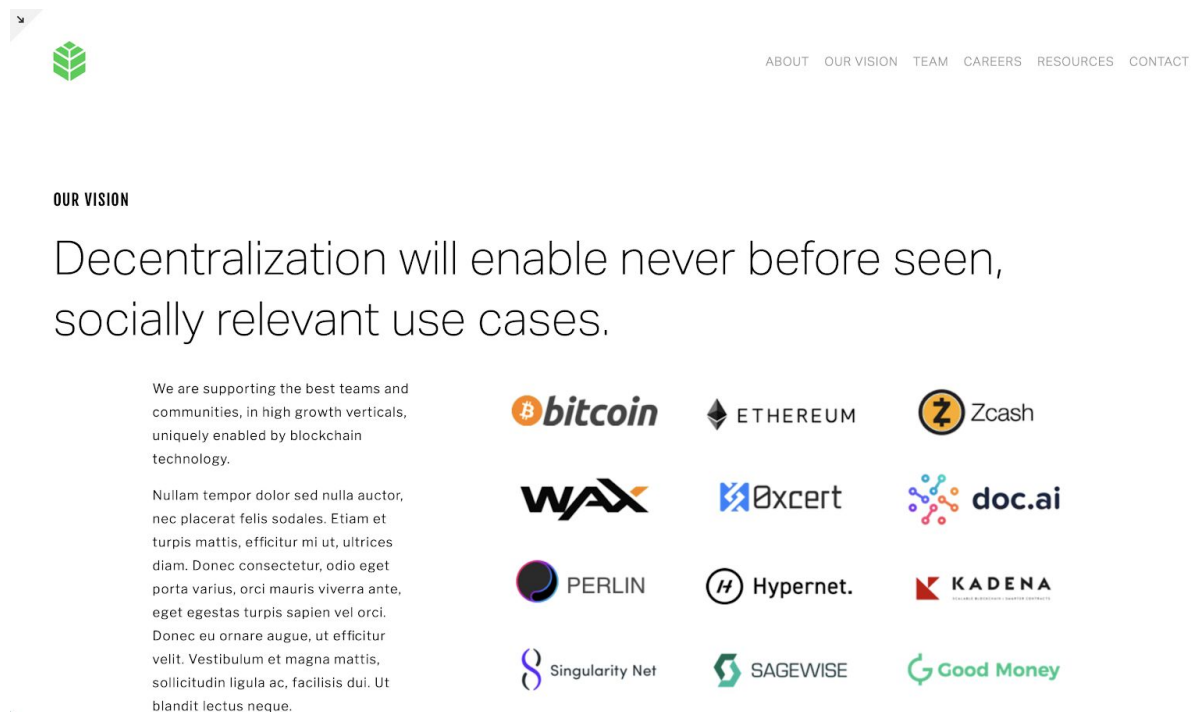 ABOUT OUR VISION TEAM CAREERS RESOURCES CONTACT
OUR VISION
Decentralization will enable never before seen,
socially relevant use cases.
We are supporting the best teams and
communities, in high growth verticals,
uniquely enabled by blockchain
technology.
Nullam tempor dolor sed nulla auctor,
nec placerat felis sodales. Etiam et
turpis mattis, efficitur mi ut, ultrices
diam. Donec consectetur, odio eget
porta varius, orci mauris viverra ante,
eget egestas turpis sapien vel orci.
Donec eu ornare augue, ut efficitur
velit. Vestibulum et magna mattis,
sollicitudin ligula ac, facilisis dui. Ut
blandit lectus neque.
bitcoin ETHEREUM Zcash
WAX 0xcert doc.ai
PERLIN Hypernet. KADENA
Singularity Net SAGEWISE Good Money